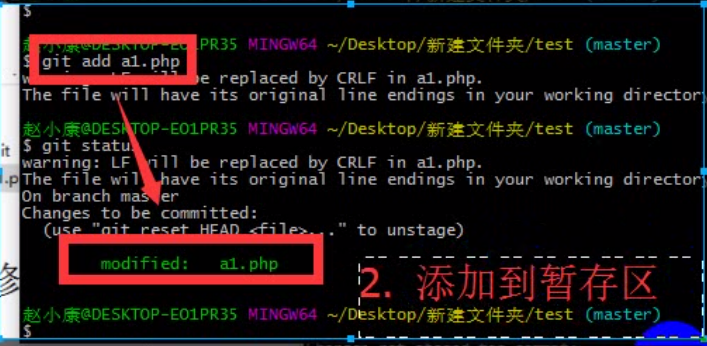 $
赵小康@DESKTOP-EO1PR35 MINGW64 ~/Desktop/新建文件夹/test (master)
$ git add a1.php
warning: LF will be replaced by CRLF in a1.php.
The file will have its original line endings in your working directory
赵小康@DESKTOP-EO1PR35 MINGW64 ~/Desktop/新建文件夹/test (master)
$ git status
warning: LF will be replaced by CRLF in a1.php.
The file will have its original line endings in your working directory
On branch master
Changes to be committed:
(use "git reset HEAD <file>..." to unstage)
modified: a1.php
2. 添加到暂存区
赵小康@DESKTOP-EO1PR35 MINGW64 ~/Desktop/新建文件夹/test (master)
$